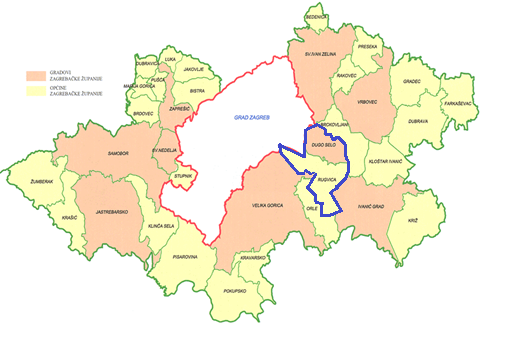 BEDENICA
SV.IVAN ZELINA
PRESEKA
LUKA
DUBRAVICA
JAKOVLJE
PUŠĆA
MARIJA GORICA
BISTRA
RAKOVEC
GRADEC
GRADOVI
ZAGREBAČKE ŽUPANIJE
OPĆINE
ZAGREBAČKE ŽUPANIJE
VRBOVEC
FARKAŠEVAC
ZAPREŠIĆ
BRDOVEC
GRAD ZAGREB
BROCKOVLJANI
DUBRAVA
DUGO SELO
SV.NEDELJA
SAMOBOR
KLOŠTAR IVANIĆ
STUPNIK
RUGVICA
ŽUMBERAK
JASTREBARSKO
VELIKA GORICA
ORLE
IVANIĆ GRAD
KRAŠIĆ
KRIŽ
KLINČA SELA
PISAROVINA
KRAVARSKO
POKUPSKO